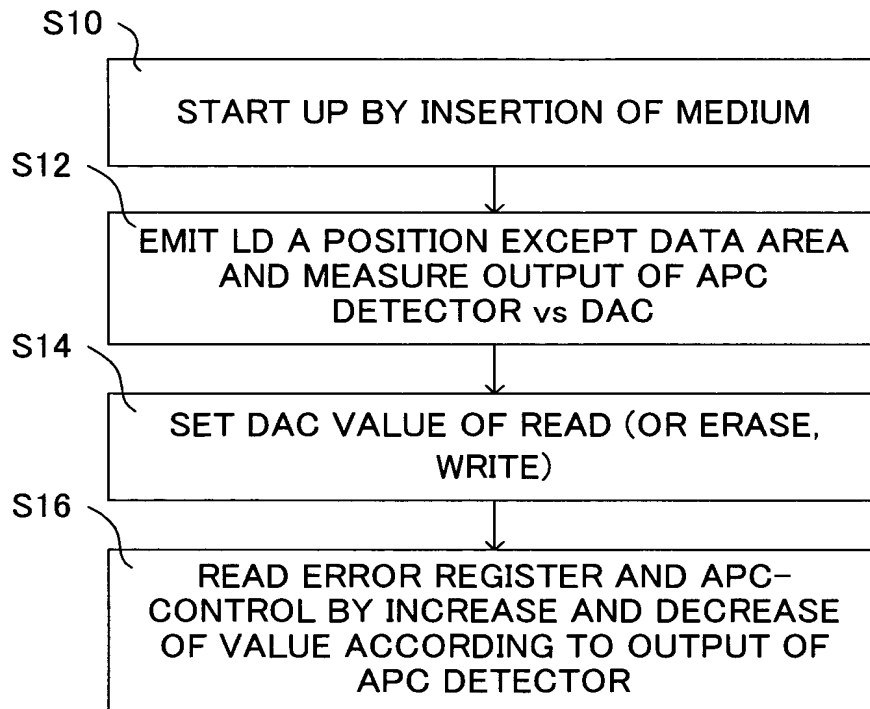 S10
START UP BY INSERTION OF MEDIUM
S12
EMIT LD A POSITION EXCEPT DATA AREA
AND MEASURE OUTPUT OF APC
DETECTOR vs DAC
S14
SET DAC VALUE OF READ (OR ERASE,
WRITE)
S16
READ ERROR REGISTER AND APC-
CONTROL BY INCREASE AND DECREASE
OF VALUE ACCORDING TO OUTPUT OF
APC DETECTOR